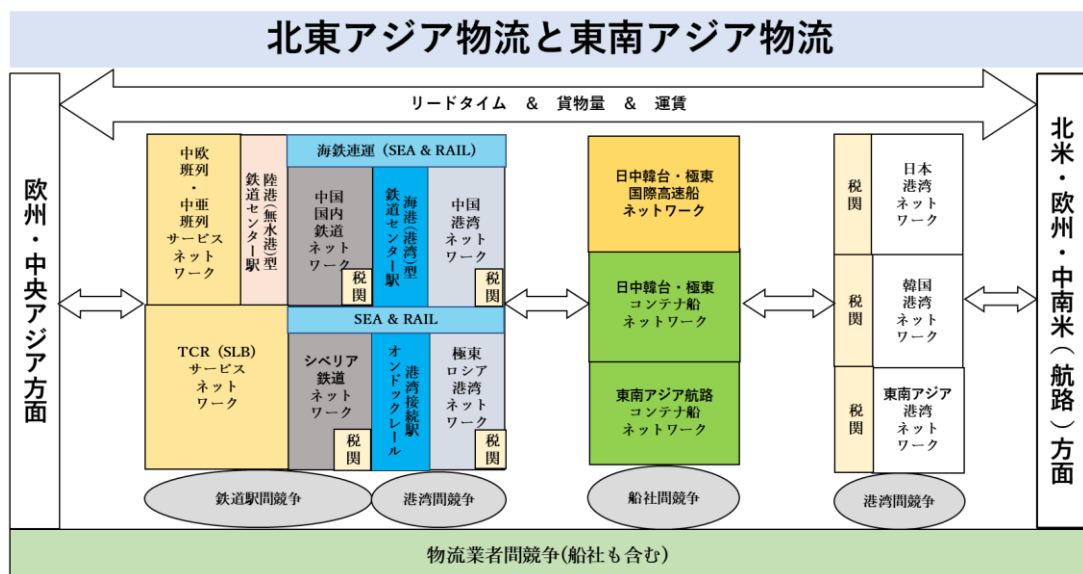 北東アジア物流と東南アジア物流
リードタイム ＆ 貨物量 ＆ 運賃
欧州・中央アジア方面
中欧
班列
・
中亜
班列
サービス
ネット
ワーク
陸港(無水港)型
鉄道センター駅
海鉄連運（SEA & RAIL）
中国
国内
鉄道
ネット
ワーク
税関
海港(港湾)型
鉄道センター駅
中国
港湾
ネット
ワーク
税関
TCR（SLB）
サービス
ネット
ワーク
SEA & RAIL
シベリア
鉄道
ネット
ワーク
税関
港湾接続駅
オンドックレール
極東
ロシア
港湾
ネット
ワーク
税関
日中韓台・極東
国際高速船
ネットワーク
日中韓台・極東
コンテナ船
ネットワーク
東南アジア航路
コンテナ船
ネットワーク
税関
日本
港湾
ネット
ワーク
税関
韓国
港湾
ネット
ワーク
税関
東南アジア
港湾
ネット
ワーク
北米・欧州・中南米(航路)方面
鉄道駅間競争
港湾間競争
船社間競争
港湾間競争
物流業者間競争(船社も含む)